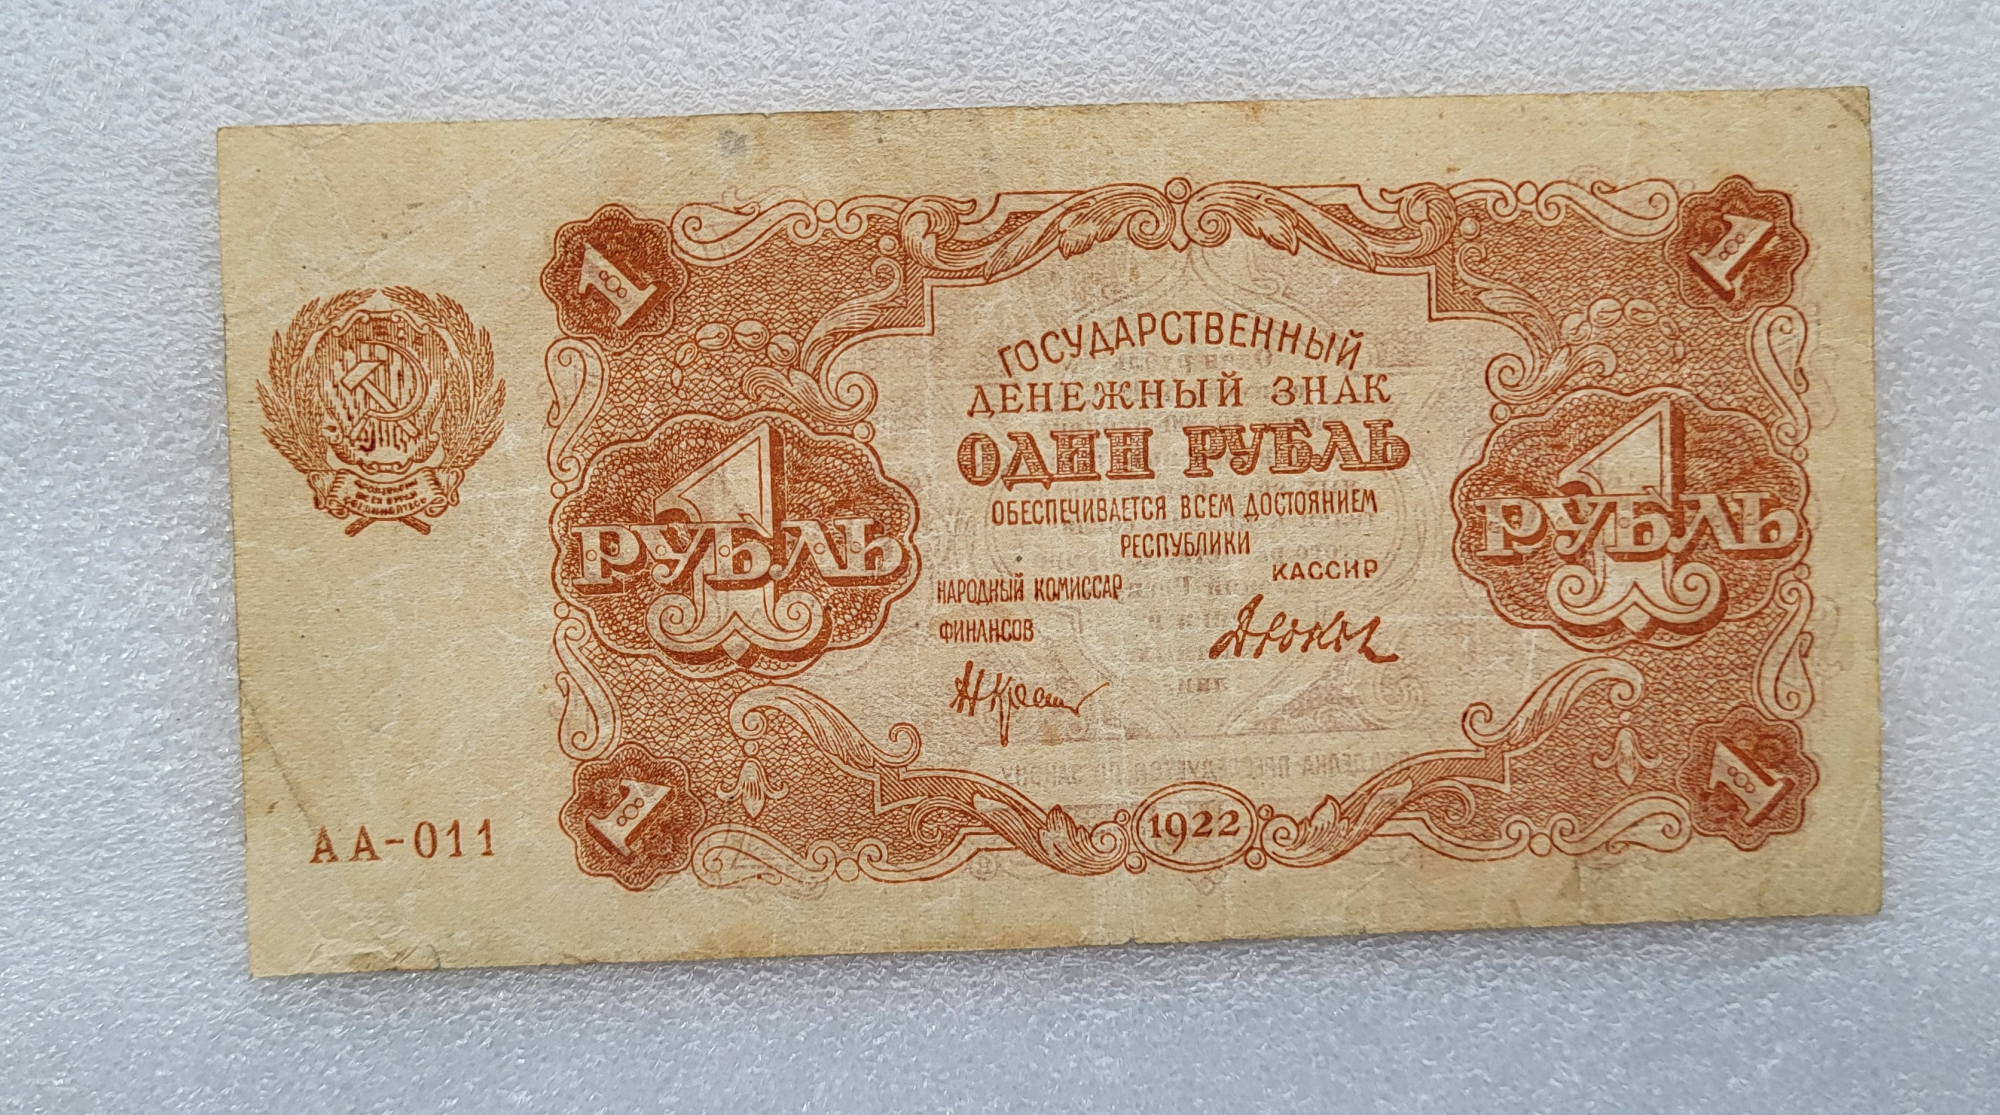 1
1
ГОСУДАРСТВЕННЫЙ
ДЕНЕЖНЫЙ ЗНАК
ОДИН РУБЛЬ
ОБЕСПЕЧИВАЕТСЯ ВСЕМ ДОСТОЯНИЕМ
РЕСПУБЛИКИ
1 РУБЛЬ
1 РУБЛЬ
НАРОДНЫЙ КОМИССАР
ФИНАНСОВ
КАССИР
1
1
1922
АА-011